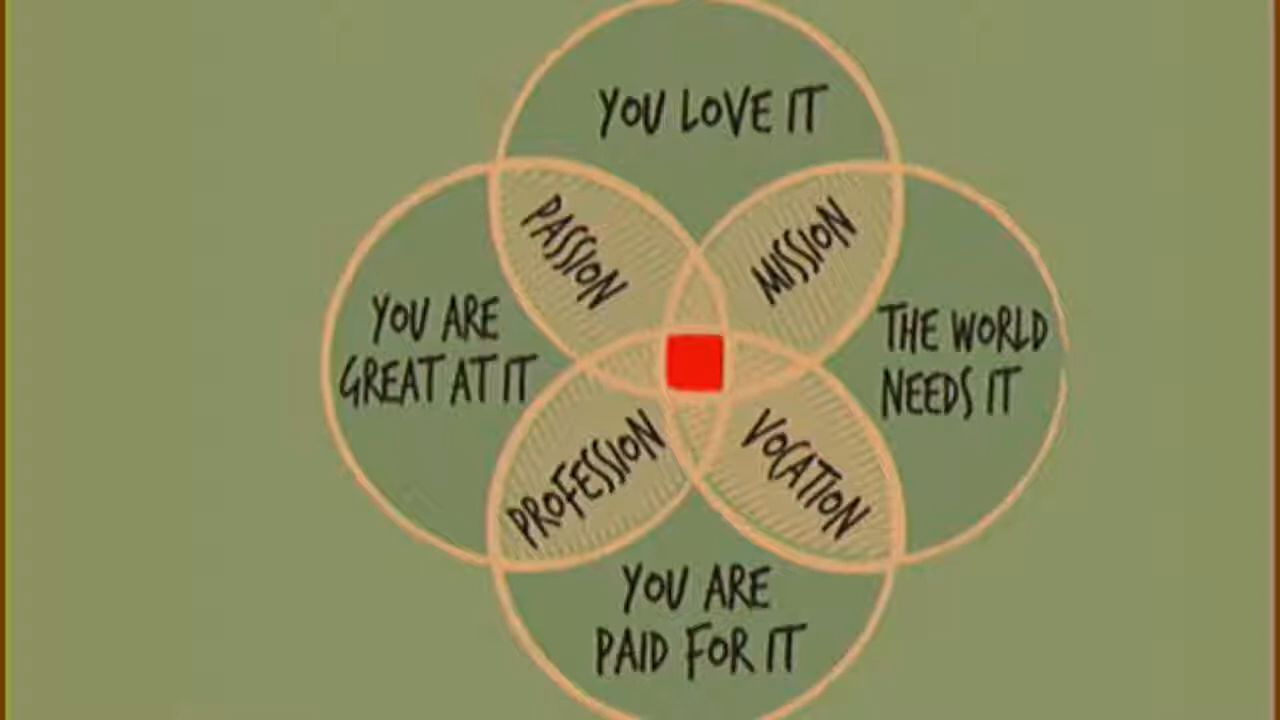 YOU LOVE IT
PASSION
MISSION
YOU ARE
GREAT AT IT
THE WORLD
NEEDS IT
PROFESSION
VOCATION
YOU ARE
PAID FOR IT